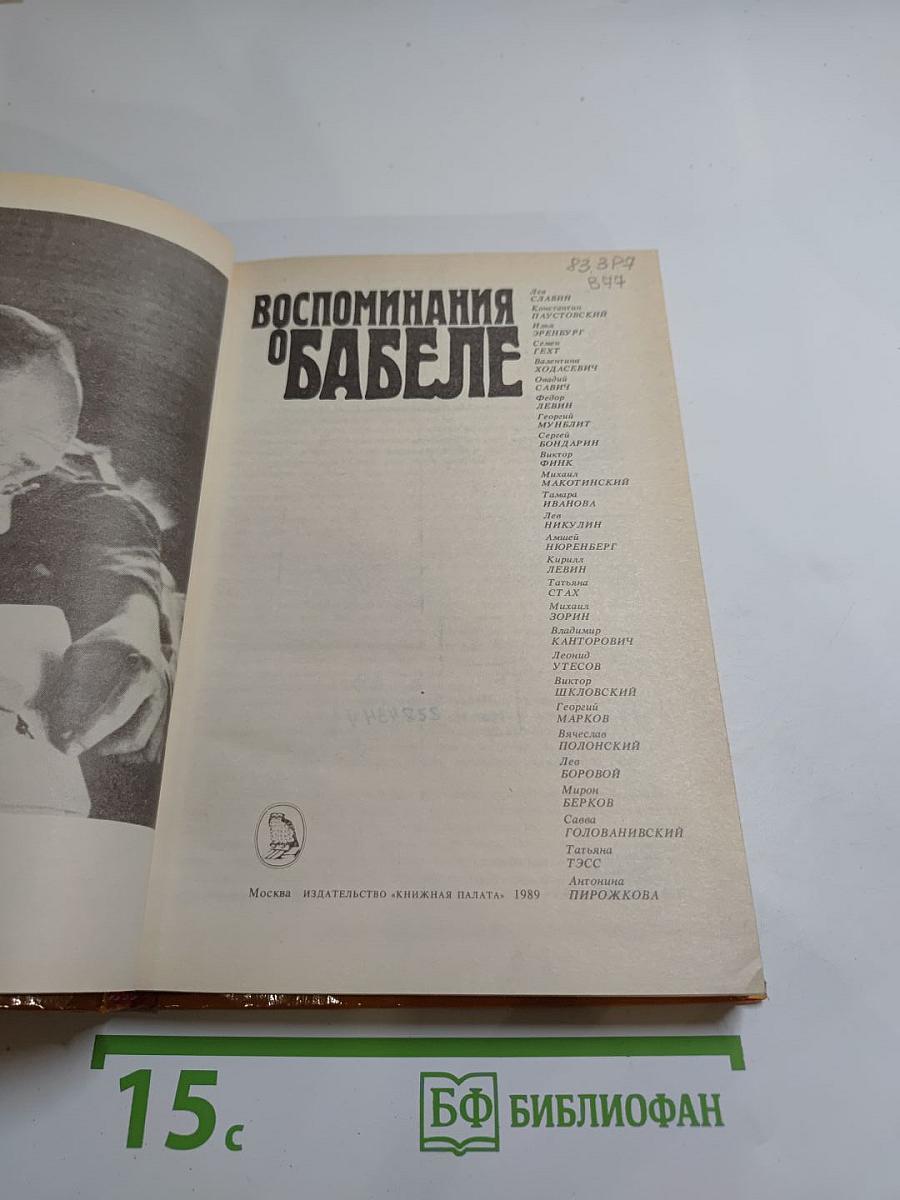 83.3Р7
В77
ВОСПОМИНАНИЯ
О
БАБЕЛЕ
Лев
СЛАВИН
Константин
ПАУСТОВСКИЙ
Илья
ЭРЕНБУРГ
Семен
ГЕХТ
Валентина
ХОДАСЕВИЧ
Овадий
САВИЧ
Федор
ЛЕВИН
Георгий
МУНБЛИТ
Сергей
БОНДАРИН
Виктор
ФИНК
Михаил
МАКОТИНСКИЙ
Тамара
ИВАНОВА
Лев
НИКУЛИН
Амшей
НЮРЕНБЕРГ
Кирилл
ЛЕВИН
Татьяна
СТАХ
Михаил
ЗОРИН
Владимир
КАНТОРОВИЧ
Леонид
УТЕСОВ
Виктор
ШКЛОВСКИЙ
Георгий
МАРКОВ
Вячеслав
ПОЛОНСКИЙ
Лев
БОРОВОЙ
Мирон
БЕРКОВ
Савва
ГОЛОВАНИВСКИЙ
Татьяна
ТЭСС
Антонина
ПИРОЖКОВА
Москва ИЗДАТЕЛЬСТВО «КНИЖНАЯ ПАЛАТА» 1989
15 с
БФ БИБЛИОФАН